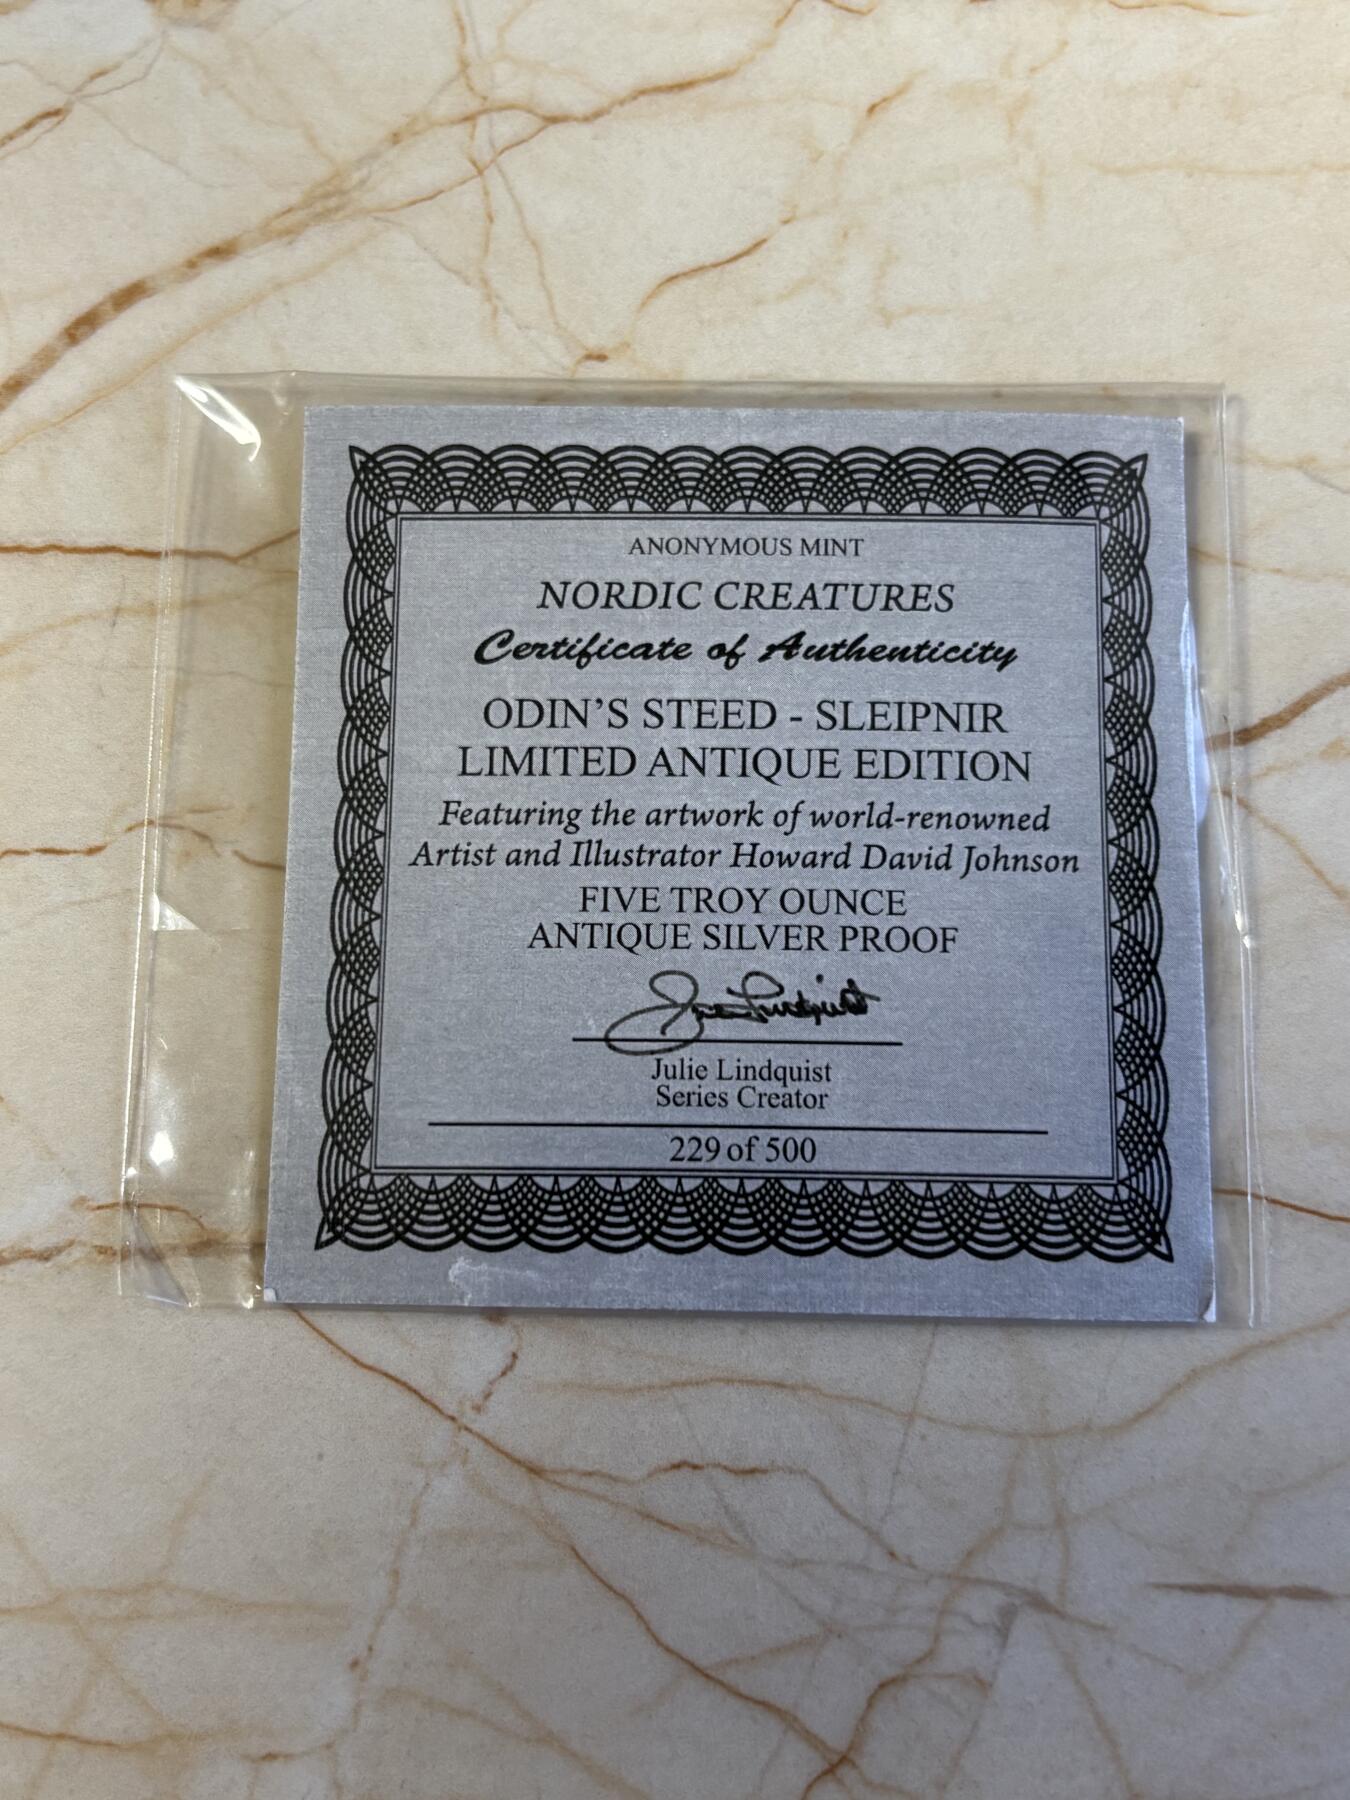 ANONYMOUS MINT
NORDIC CREATURES
Certificate of Authenticity
ODIN'S STEED - SLEIPNIR
LIMITED ANTIQUE EDITION
Featuring the artwork of world-renowned
Artist and Illustrator Howard David Johnson
FIVE TROY OUNCE
ANTIQUE SILVER PROOF
Julie Lindquist
Julie Lindquist
Series Creator
229 of 500